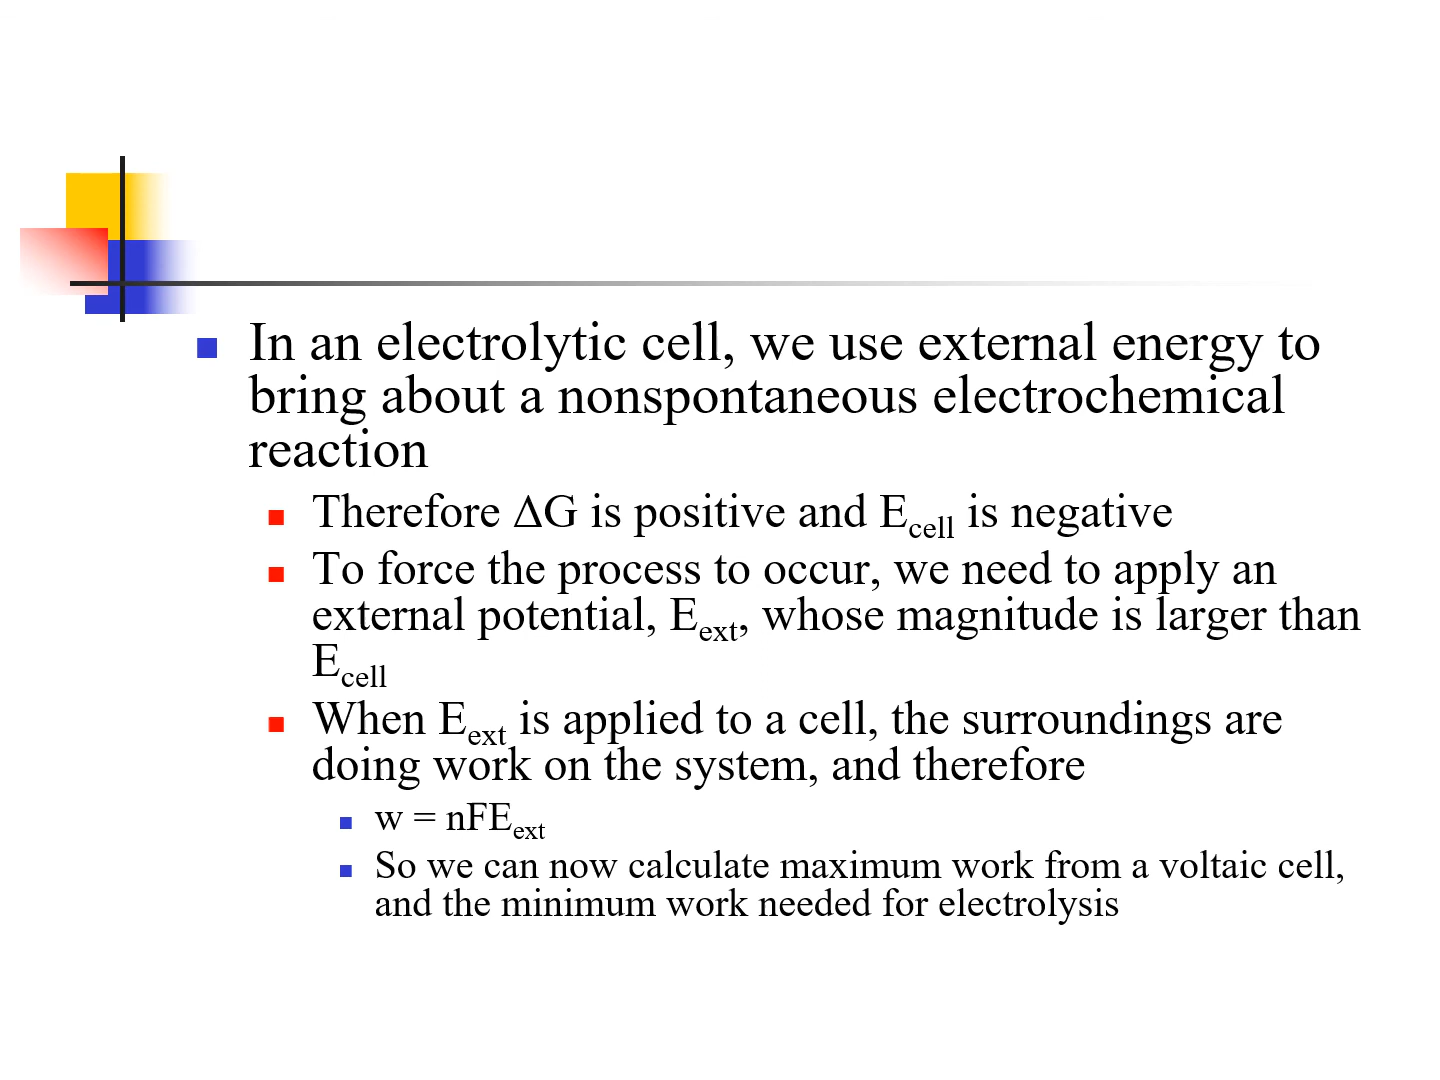 In an electrolytic cell, we use external energy to
bring about a nonspontaneous electrochemical
reaction
Therefore ΔG is positive and Ecell is negative
To force the process to occur, we need to apply an
external potential, Eext, whose magnitude is larger than
Ecell
When Eext is applied to a cell, the surroundings are
doing work on the system, and therefore
w = nFEext
So we can now calculate maximum work from a voltaic cell,
and the minimum work needed for electrolysis